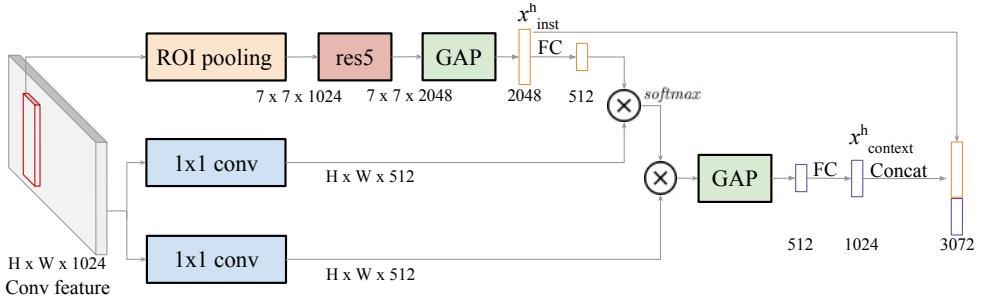 x^h_inst
ROI pooling
res5
GAP
FC
softmax
7 x 7 x 1024
7 x 7 x 2048
2048
512
1x1 conv
H x W x 512
x^h_context
GAP
FC
Concat
1x1 conv
H x W x 512
512
1024
3072
H x W x 1024
Conv feature